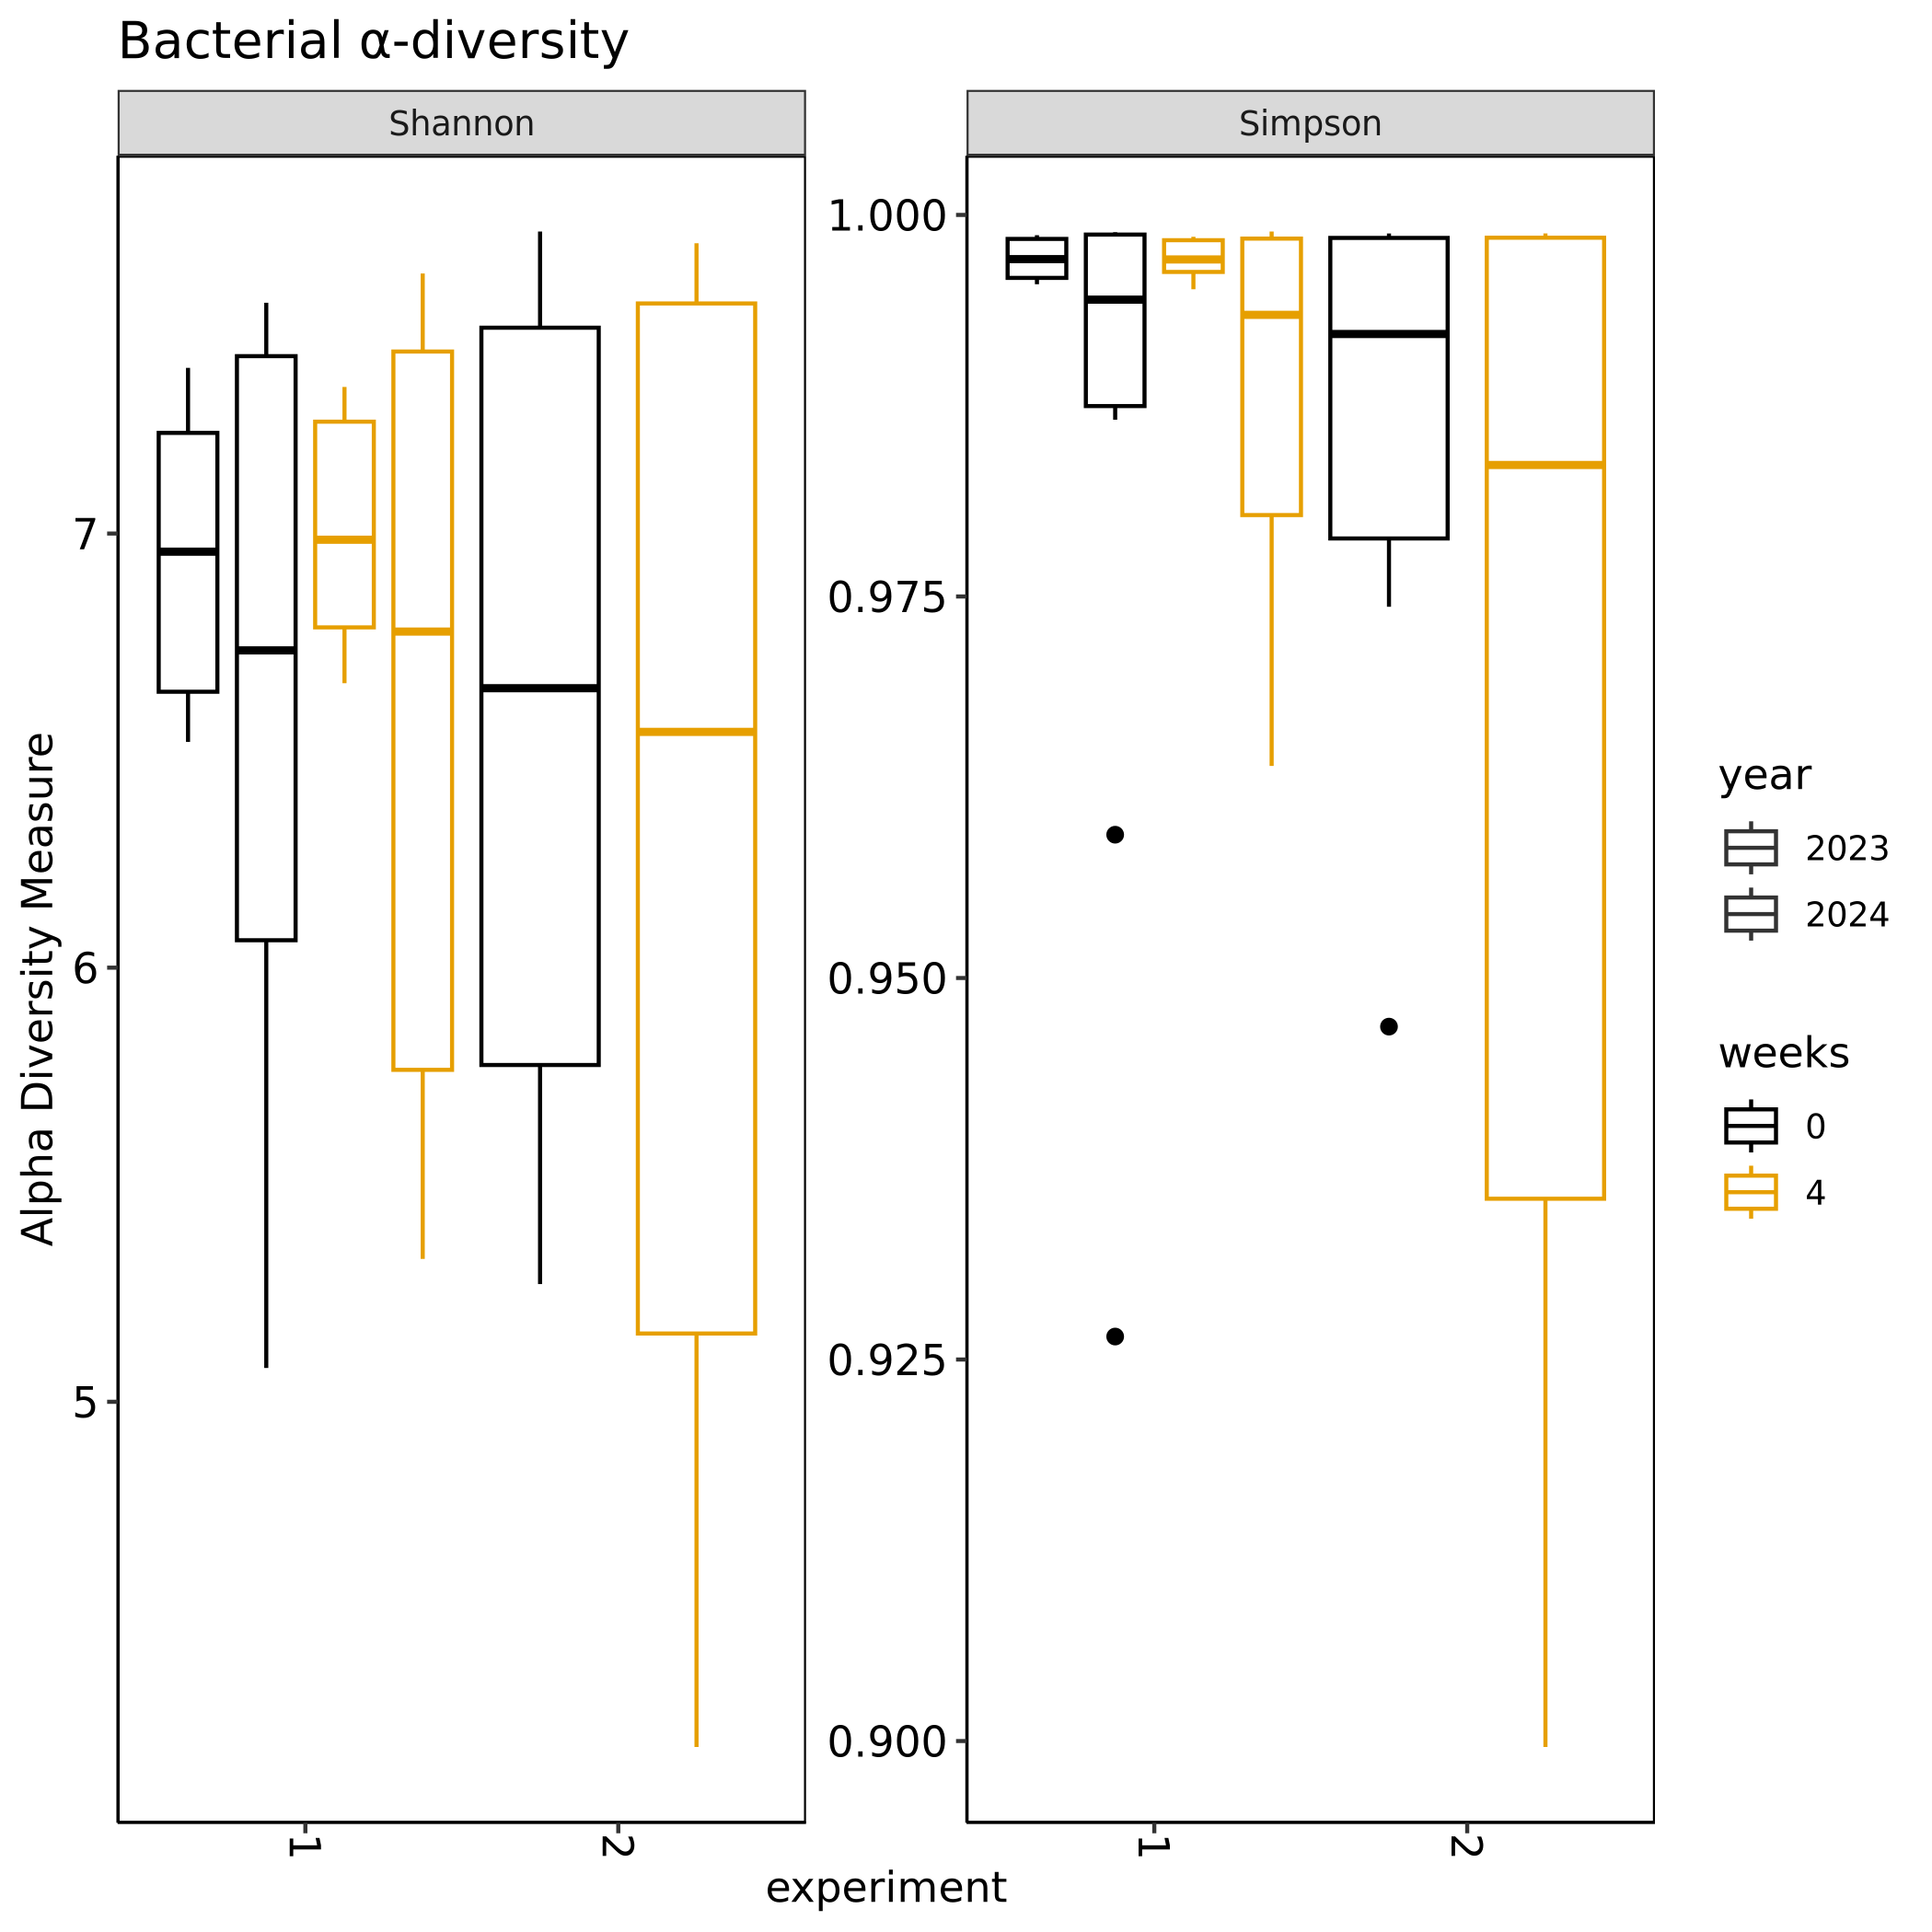 Bacterial α-diversity
Shannon
Simpson
Alpha Diversity Measure
7
6
5
1.000
0.975
0.950
0.925
0.900
1
2
1
2
experiment
year
2023
2024
weeks
0
4